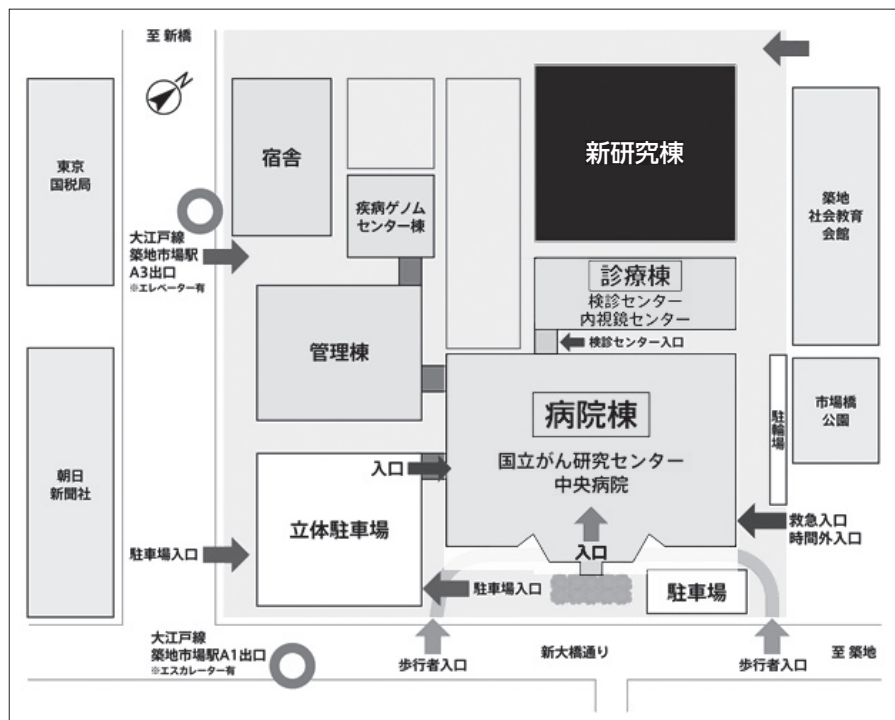 至 新橋
N
東京
国税局
宿舎
疾病ゲノム
センター棟
新研究棟
築地
社会教育
会館
大江戸線
築地市場駅
A3出口
※エレベーター有
診療棟
検診センター
内視鏡センター
検診センター入口
管理棟
病院棟
国立がん研究センター
中央病院
駐輪場
市場橋
公園
朝日
新聞社
入口
立体駐車場
救急入口
時間外入口
駐車場入口
入口
駐車場入口
駐車場
大江戸線
築地市場駅A1出口
※エスカレーター有
歩行者入口
新大橋通り
歩行者入口
至 築地